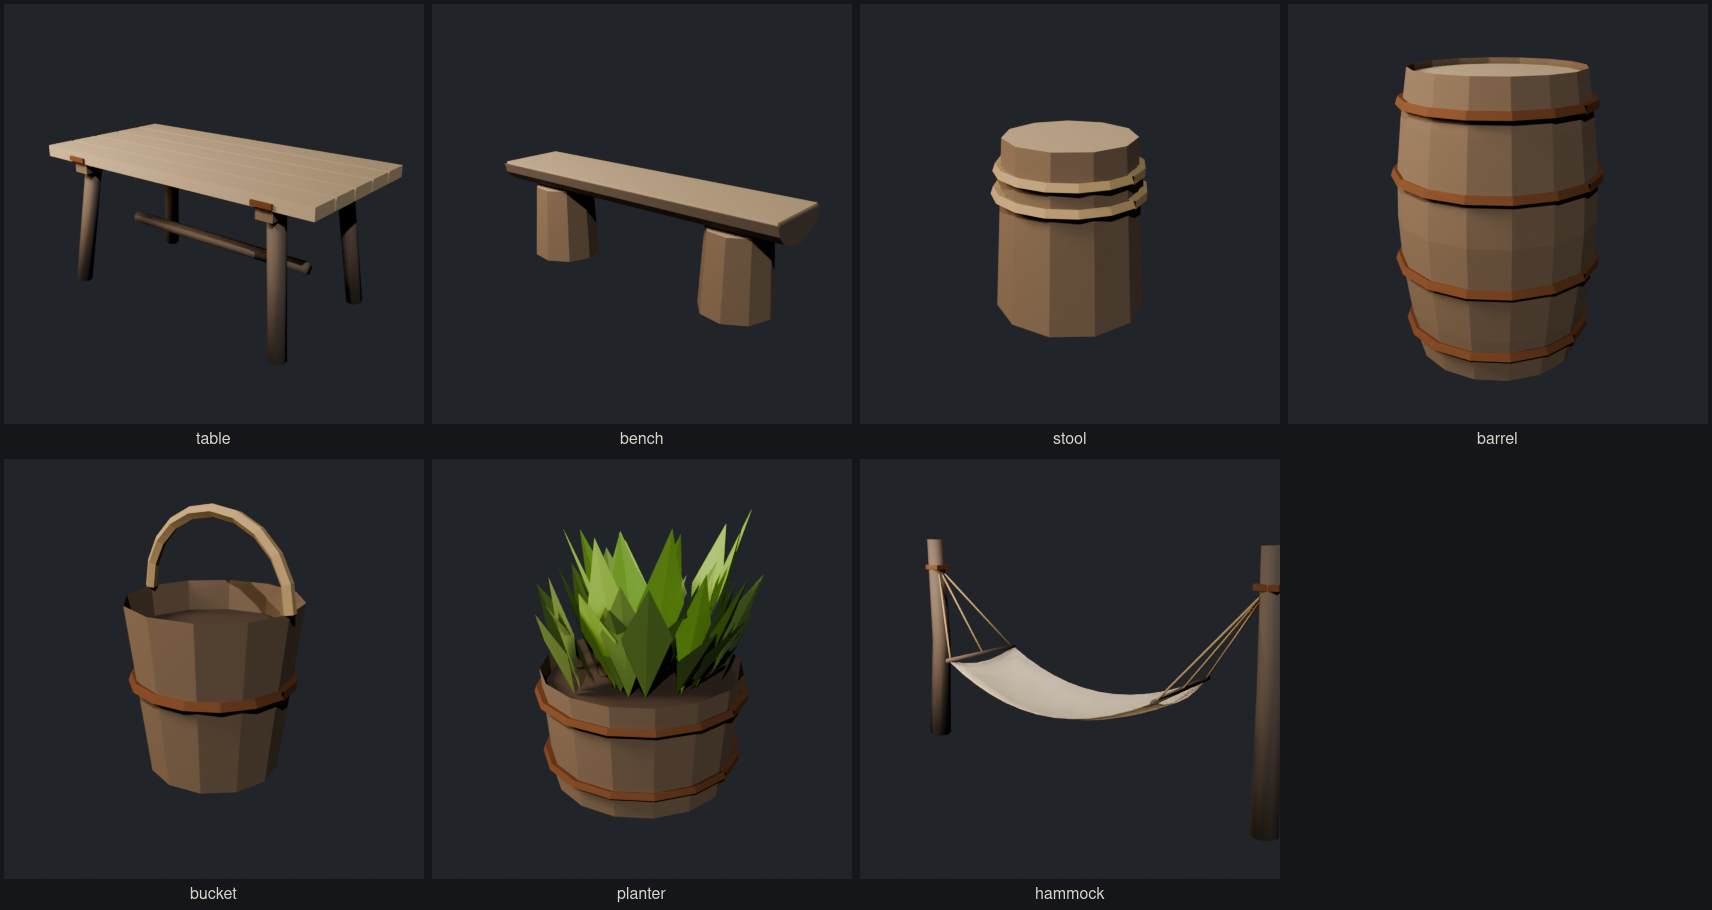 table
bench
stool
barrel
bucket
planter
hammock